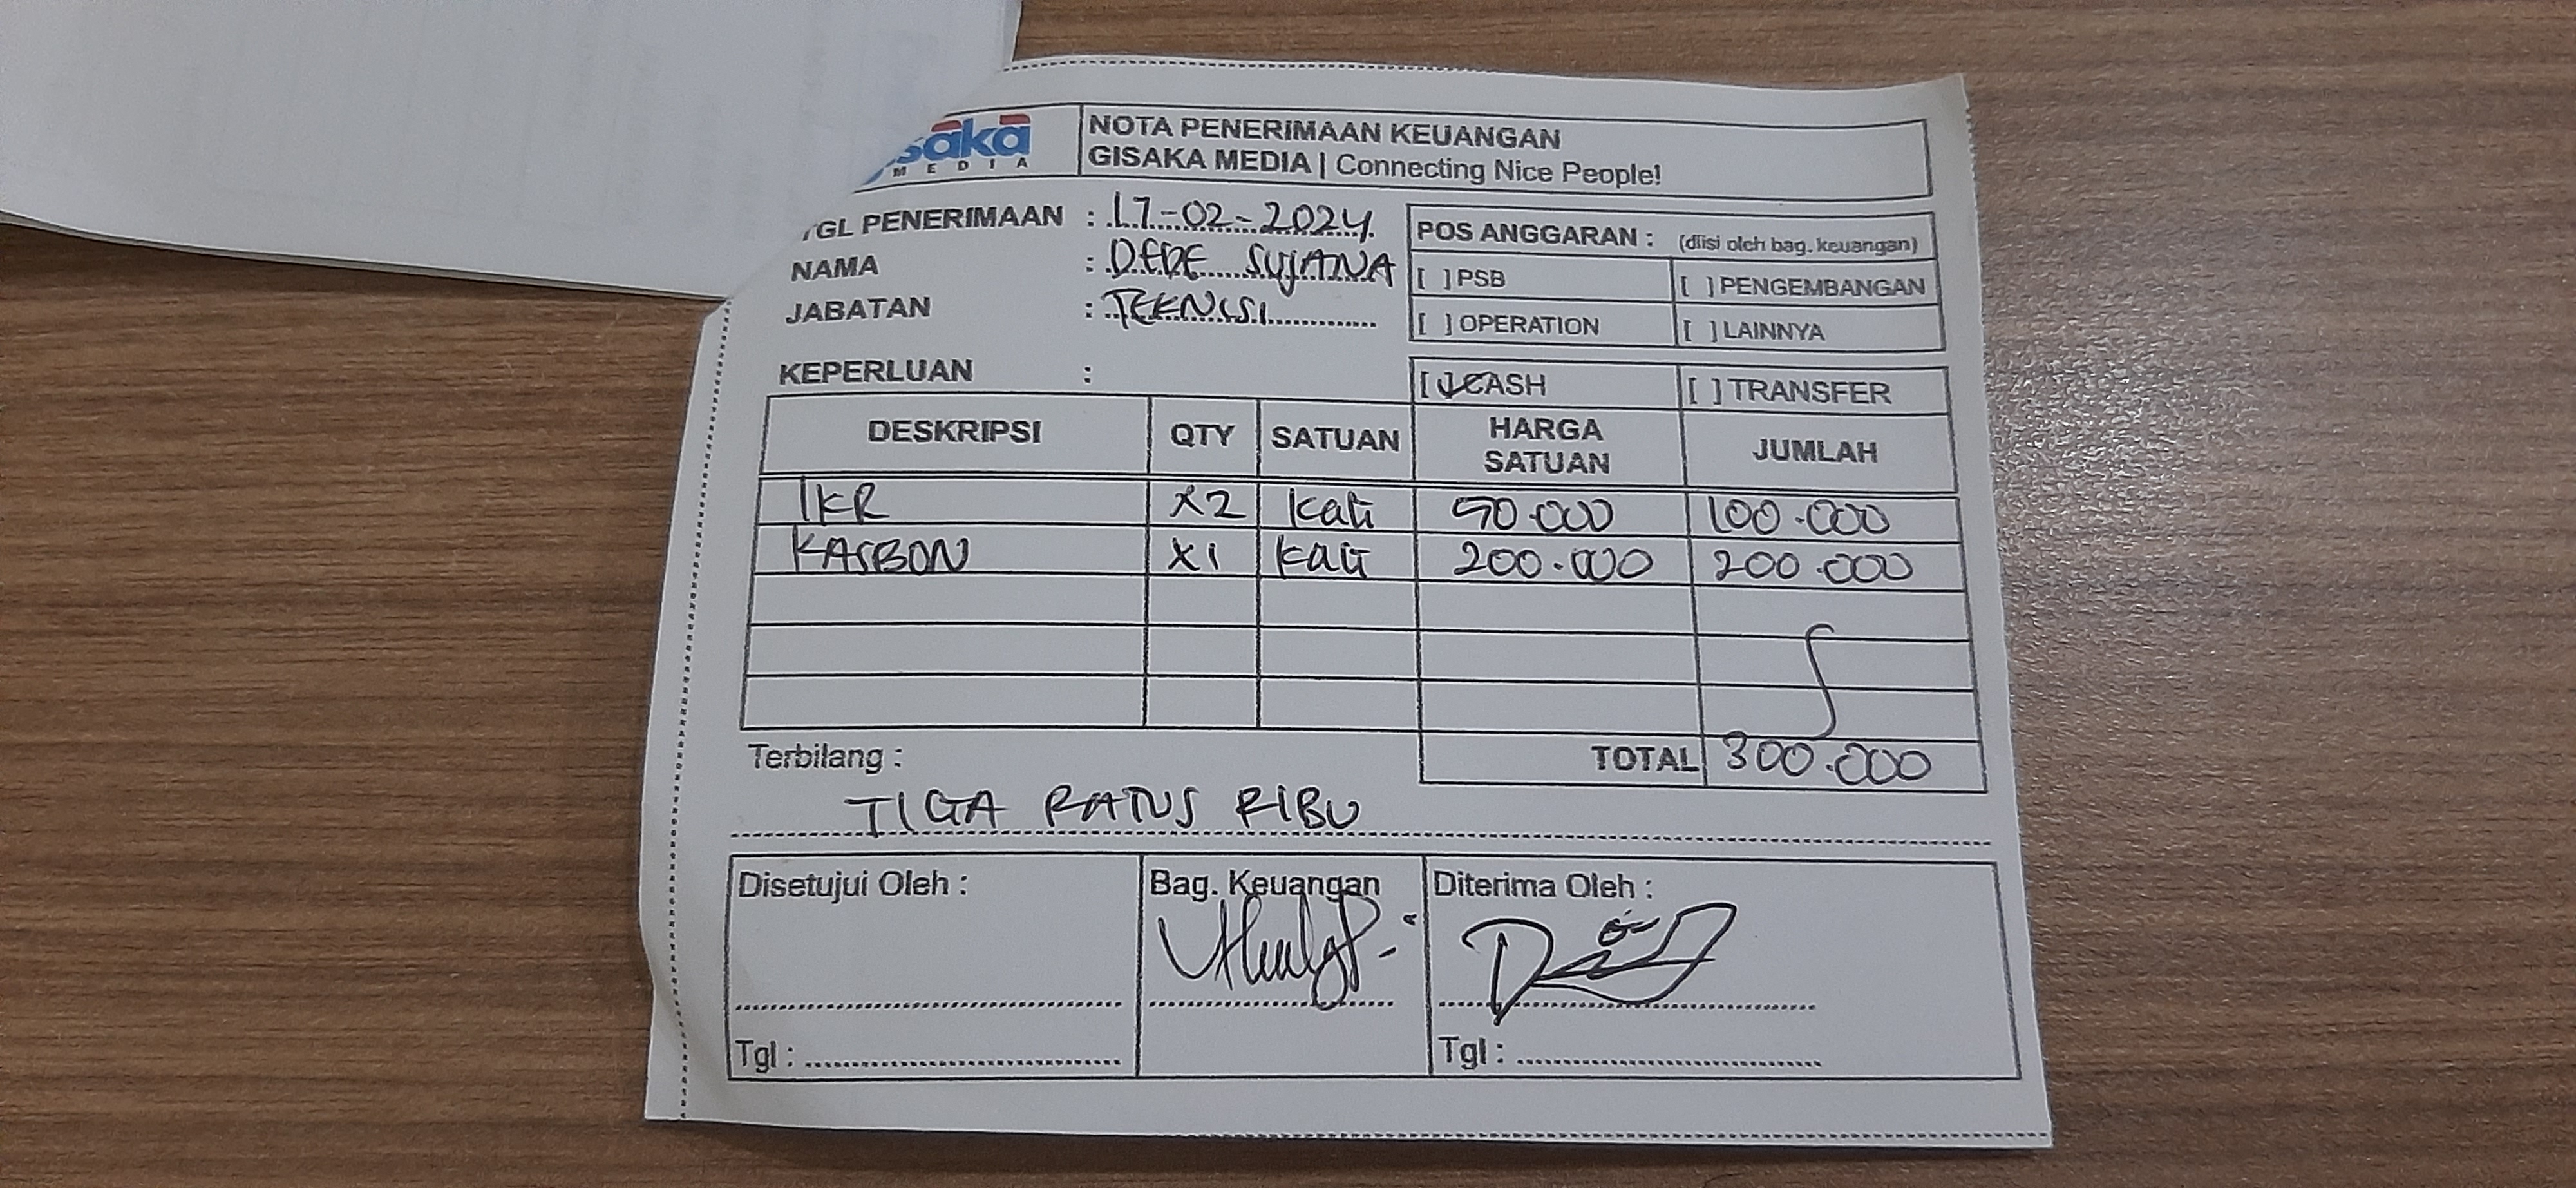 saka
MEDIA
NOTA PENERIMAAN KEUANGAN
GISAKA MEDIA | Connecting Nice People!
TGL PENERIMAAN : 17-02-2024
NAMA : DEDE SUJANA
JABATAN : TEKNISI
POS ANGGARAN : (diisi oleh bag. keuangan)
[ ] PSB [ ] PENGEMBANGAN
[ ] OPERATION [ ] LAINNYA
KEPERLUAN :
[✓] CASH [ ] TRANSFER
DESKRIPSI QTY SATUAN HARGA SATUAN JUMLAH
IKR X2 Kali 50.000 100.000
KASBON X1 Kali 200.000 200.000
TOTAL 300.000
Terbilang :
TIGA RATUS RIBU
Disetujui Oleh : Bag. Keuangan Diterima Oleh :
Tgl : Tgl :